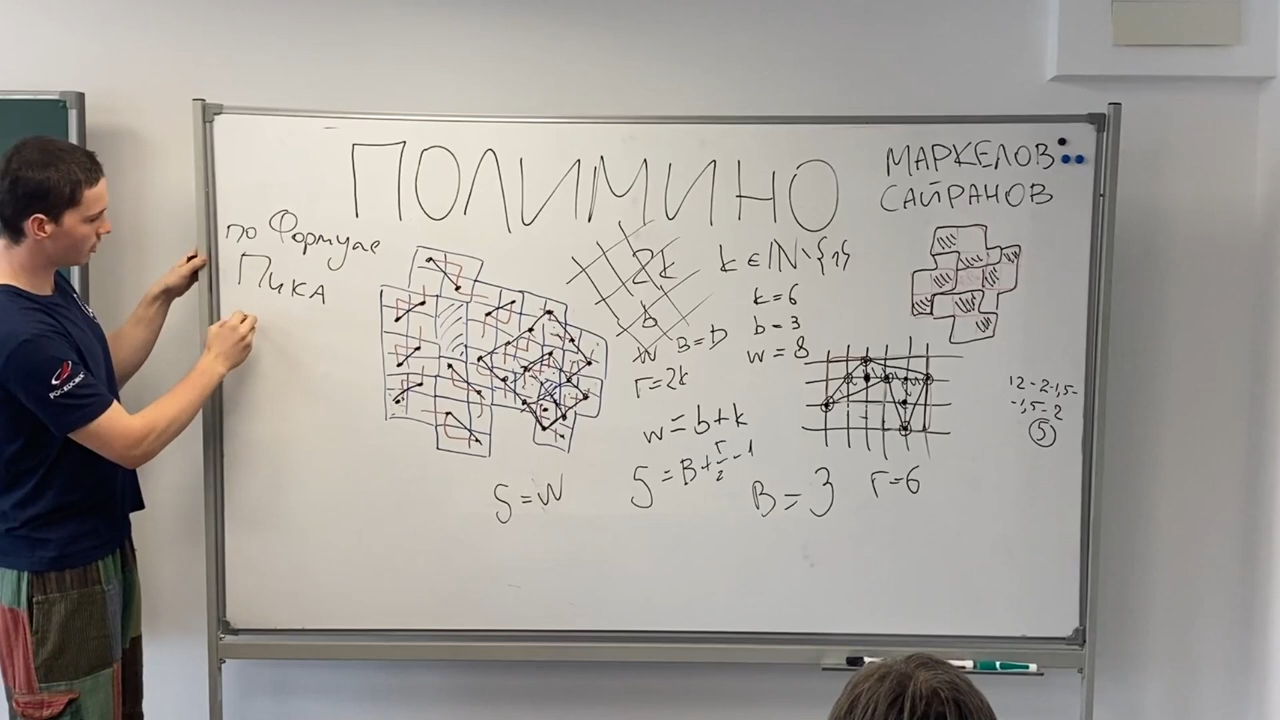 ПОЛИМИНО
МАРКЕЛОВ
САЙРАНОВ
по Формуле
Пика
2k
b
k ∈ ℕ \ {1}
k = 6
b = 3
w = 8
B = b
Г = 2k
w = b + k
S = B + Г/2 - 1
S = W
B = 3
Г = 6
12 - 2 - 1,5 -
- 1,5 - 2
5
РОСКОСМОС